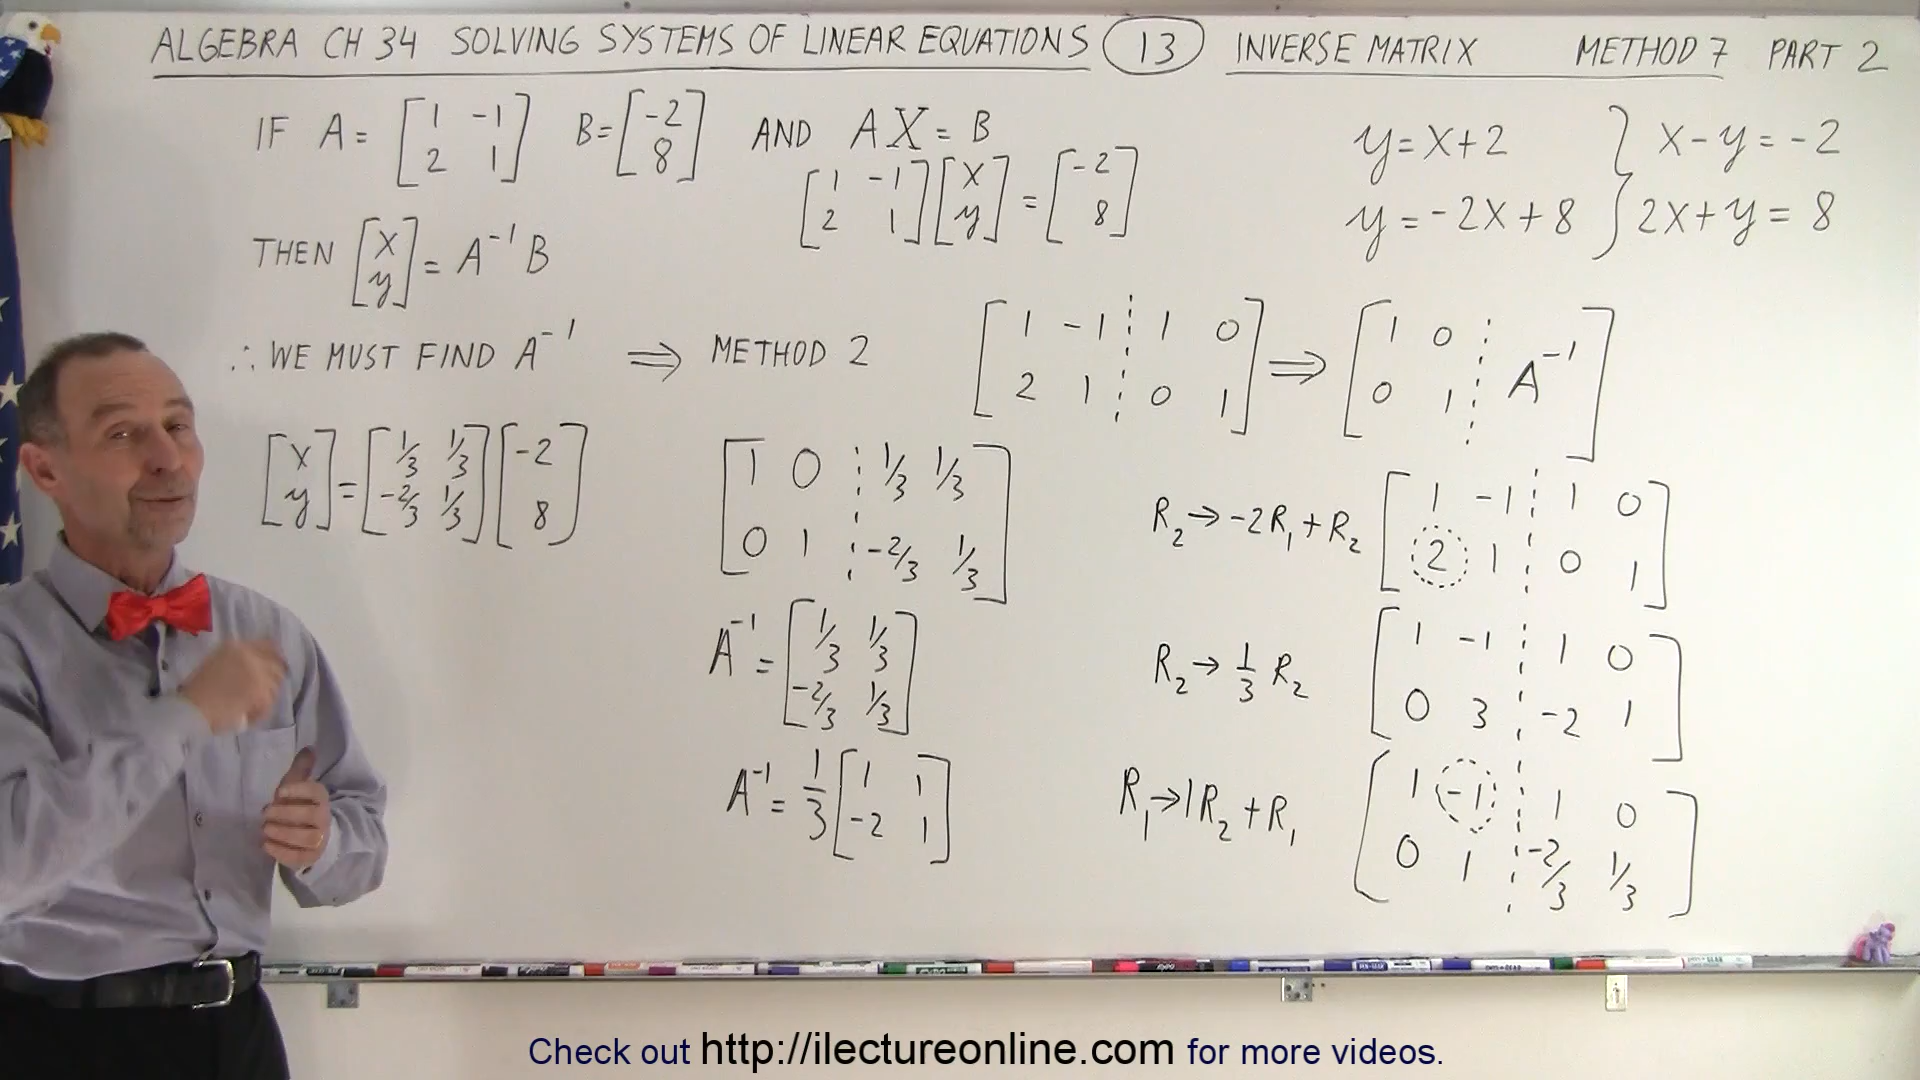 ALGEBRA CH 34 SOLVING SYSTEMS OF LINEAR EQUATIONS 13 INVERSE MATRIX METHOD 7 PART 2
IF A = [1 -1 B = [-2 AND A X = B
2 1] 8]
[1 -1 [x = [-2
2 1] y] 8]
y = x + 2 } x - y = -2
y = -2x + 8 } 2x + y = 8
THEN [x = A⁻¹ B
y]
∴ WE MUST FIND A⁻¹ ⇒ METHOD 2
[1 -1 ⋮ 1 0 ⇒ [1 0 ⋮ A⁻¹
2 1 ⋮ 0 1] 0 1 ⋮ ]
[x = [1/3 1/3 [-2
y] -2/3 1/3] 8]
[1 0 ⋮ 1/3 1/3
0 1 ⋮ -2/3 1/3]
A⁻¹ = [1/3 1/3
-2/3 1/3]
A⁻¹ = 1/3 [1 1
-2 1]
R₂ → -2R₁ + R₂ [1 -1 ⋮ 1 0
2 1 ⋮ 0 1]
R₂ → 1/3 R₂ [1 -1 ⋮ 1 0
0 3 ⋮ -2 1]
R₁ → 1R₂ + R₁ [1 -1 ⋮ 1 0
0 1 ⋮ -2/3 1/3]
Check out http://ilectureonline.com for more videos.